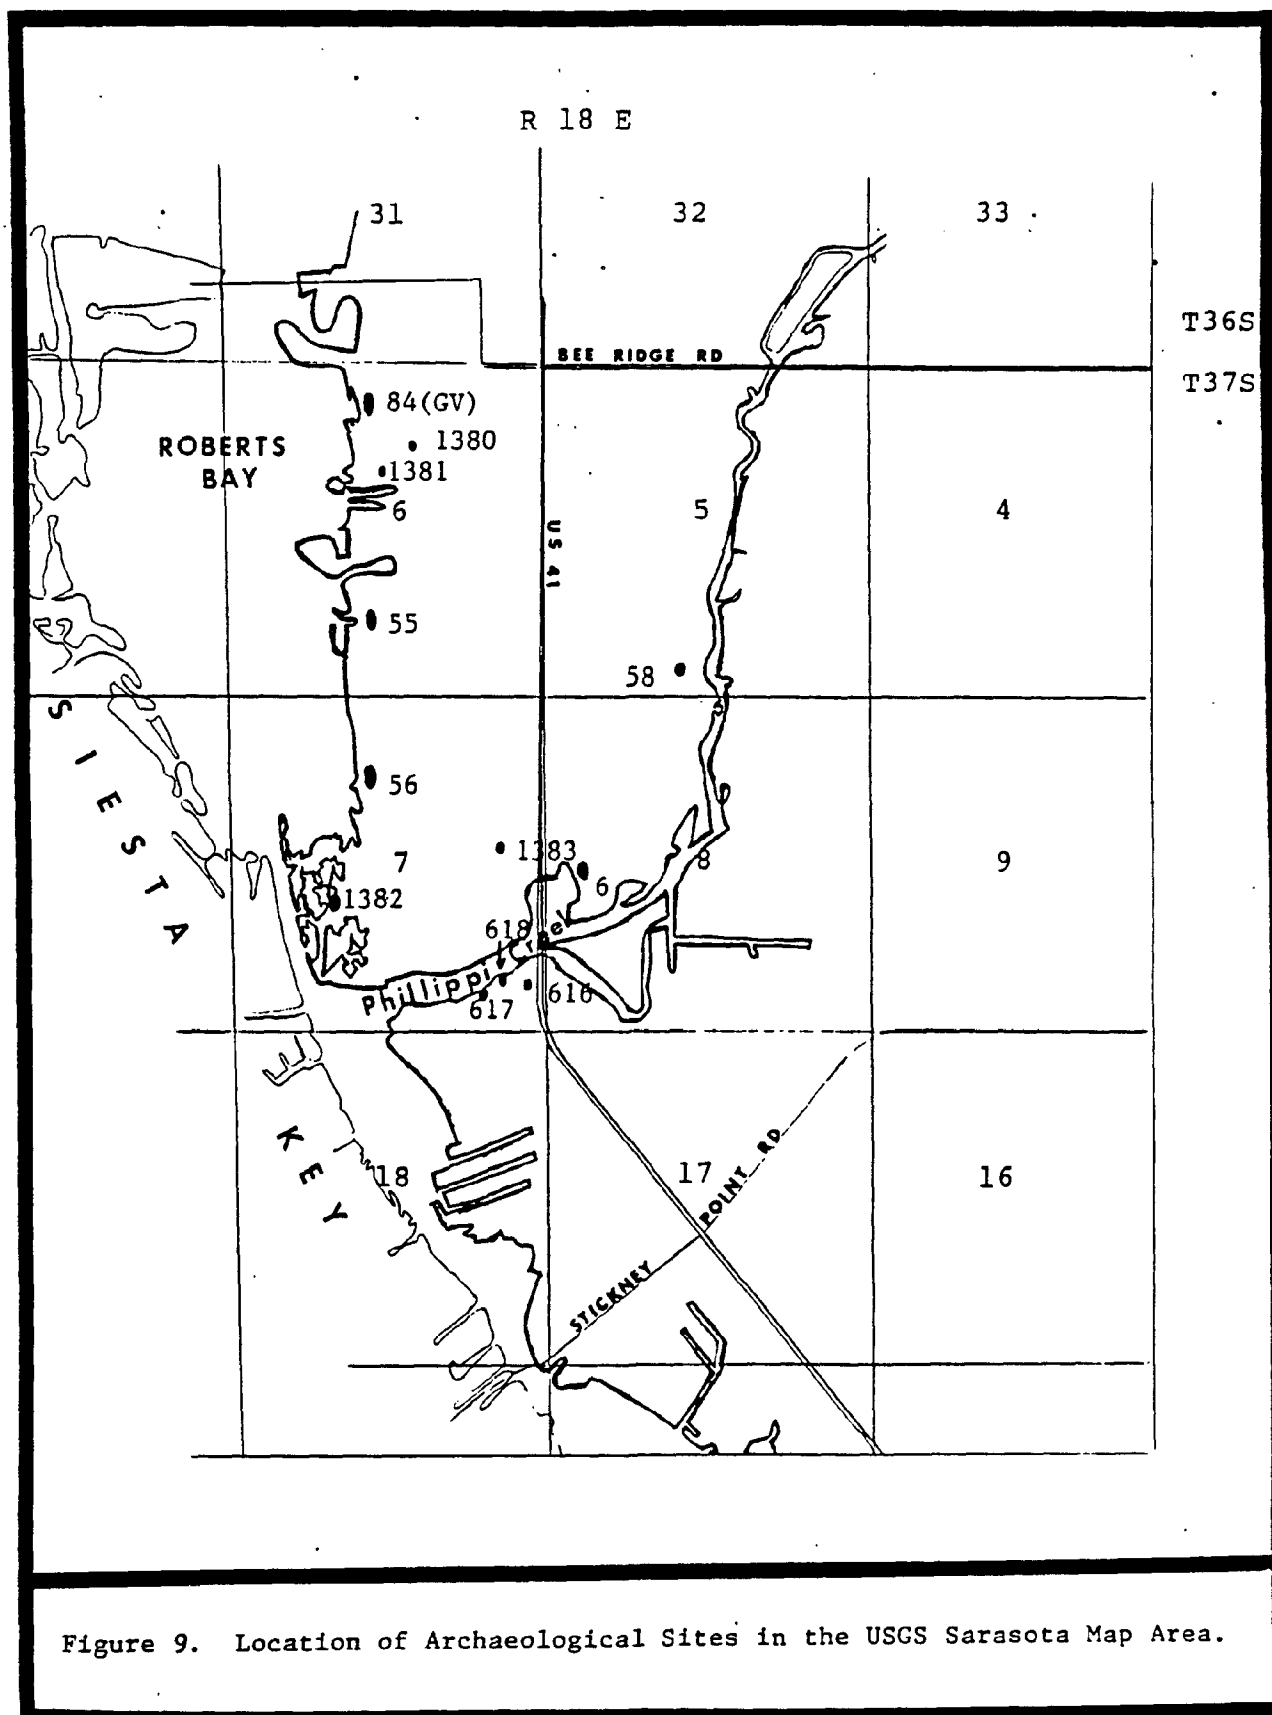 R 18 E
31
32
33
T36S
BEE RIDGE RD
T37S
84(GV)
ROBERTS
BAY
1380
1381
6
5
4
US 41
55
58
SIESTA
56
7
1383
8
9
6
1382
618
Phillippi Creek
617
616
KEY
18
17
16
STICKNEY POINT RD
Figure 9. Location of Archaeological Sites in the USGS Sarasota Map Area.